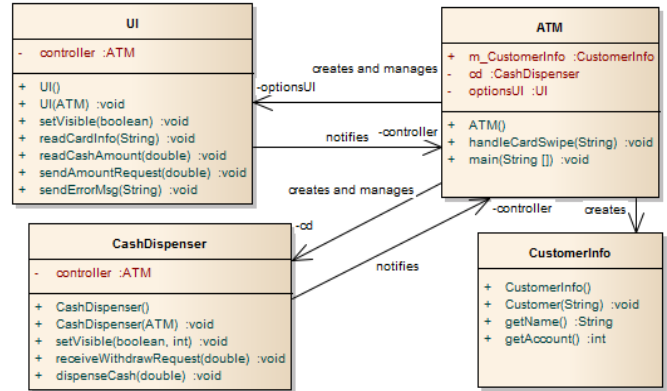 UI
- controller :ATM
+ UI()
+ UI(ATM) :void
+ setVisible(boolean) :void
+ readCardInfo(String) :void
+ readCashAmount(double) :void
+ sendAmountRequest(double) :void
+ sendErrorMsg(String) :void
ATM
+ m_CustomerInfo :CustomerInfo
- cd :CashDispenser
- optionsUI :UI
+ ATM()
+ handleCardSwipe(String) :void
+ main(String []) :void
creates and manages
-optionsUI
notifies
-controller
creates and manages
-cd
-controller
notifies
creates
CashDispenser
- controller :ATM
+ CashDispenser()
+ CashDispenser(ATM) :void
+ setVisible(boolean, int) :void
+ receiveWithdrawRequest(double) :void
+ dispenseCash(double) :void
CustomerInfo
+ CustomerInfo()
+ Customer(String) :void
+ getName() :String
+ getAccount() :int